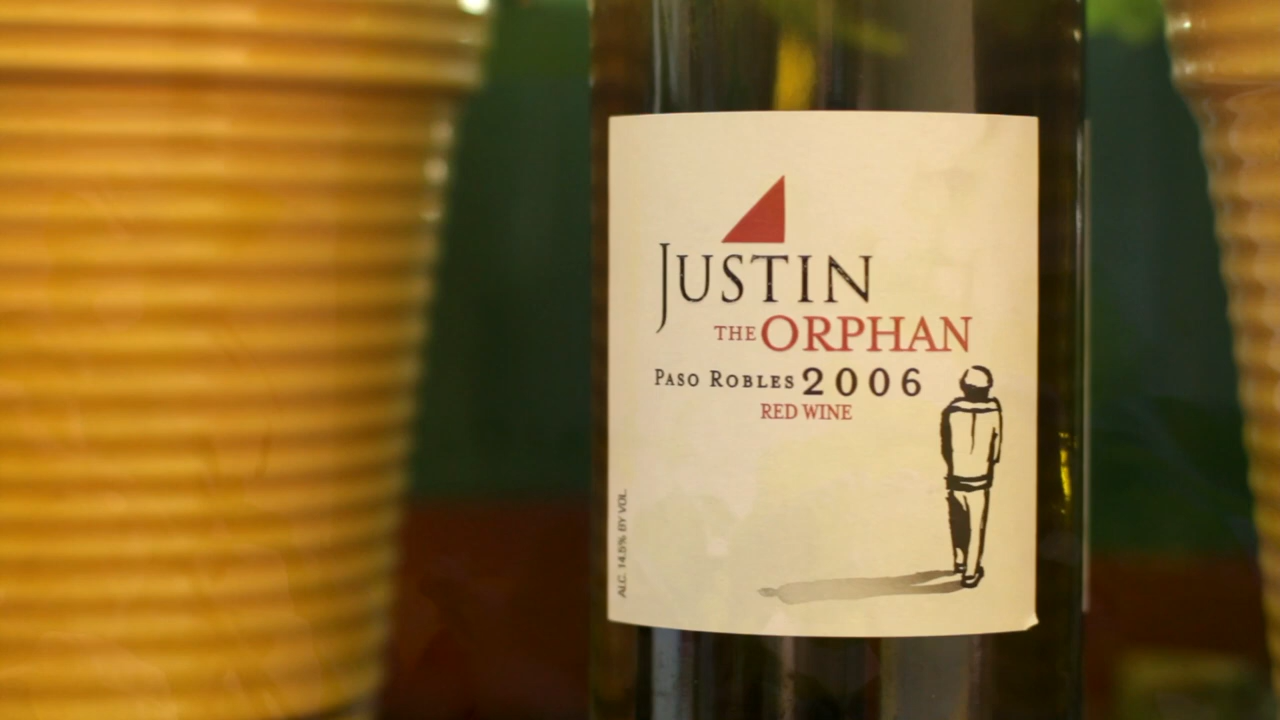 JUSTIN
THE ORPHAN
PASO ROBLES 2006
RED WINE
ALC. 14.5% BY VOL.